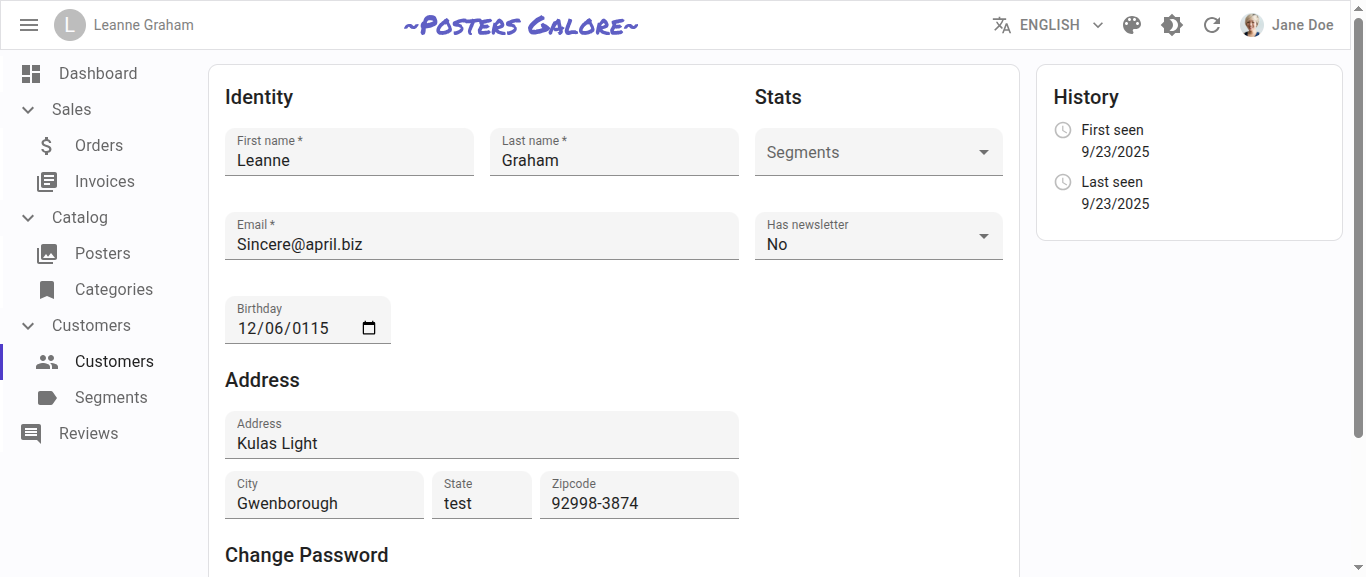 L Leanne Graham
~Posters Galore~
ENGLISH
Jane Doe
Dashboard
Sales
Orders
Invoices
Catalog
Posters
Categories
Customers
Customers
Segments
Reviews
Identity
First name *
Leanne
Last name *
Graham
Email *
Sincere@april.biz
Birthday
12/06/0115
Address
Address
Kulas Light
City
Gwenborough
State
test
Zipcode
92998-3874
Change Password
Stats
Segments
Has newsletter
No
History
First seen
9/23/2025
Last seen
9/23/2025